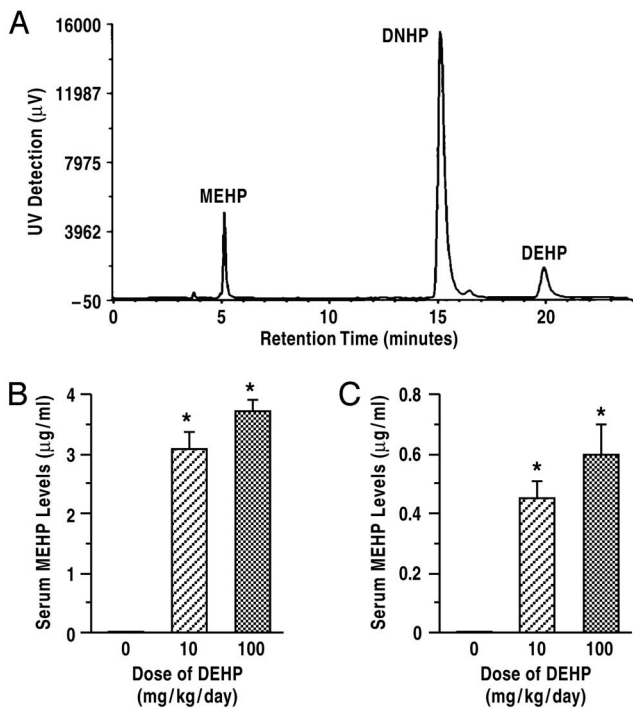 A
16000
11987
7975
3962
−50
UV Detection (µV)
MEHP
DNHP
DEHP
0 5 10 15 20
Retention Time (minutes)
B
4
3
2
1
0
Serum MEHP Levels (µg/ml)
* *
0 10 100
Dose of DEHP
(mg/kg/day)
C
0.8
0.6
0.4
0.2
0
Serum MEHP Levels (µg/ml)
* *
0 10 100
Dose of DEHP
(mg/kg/day)